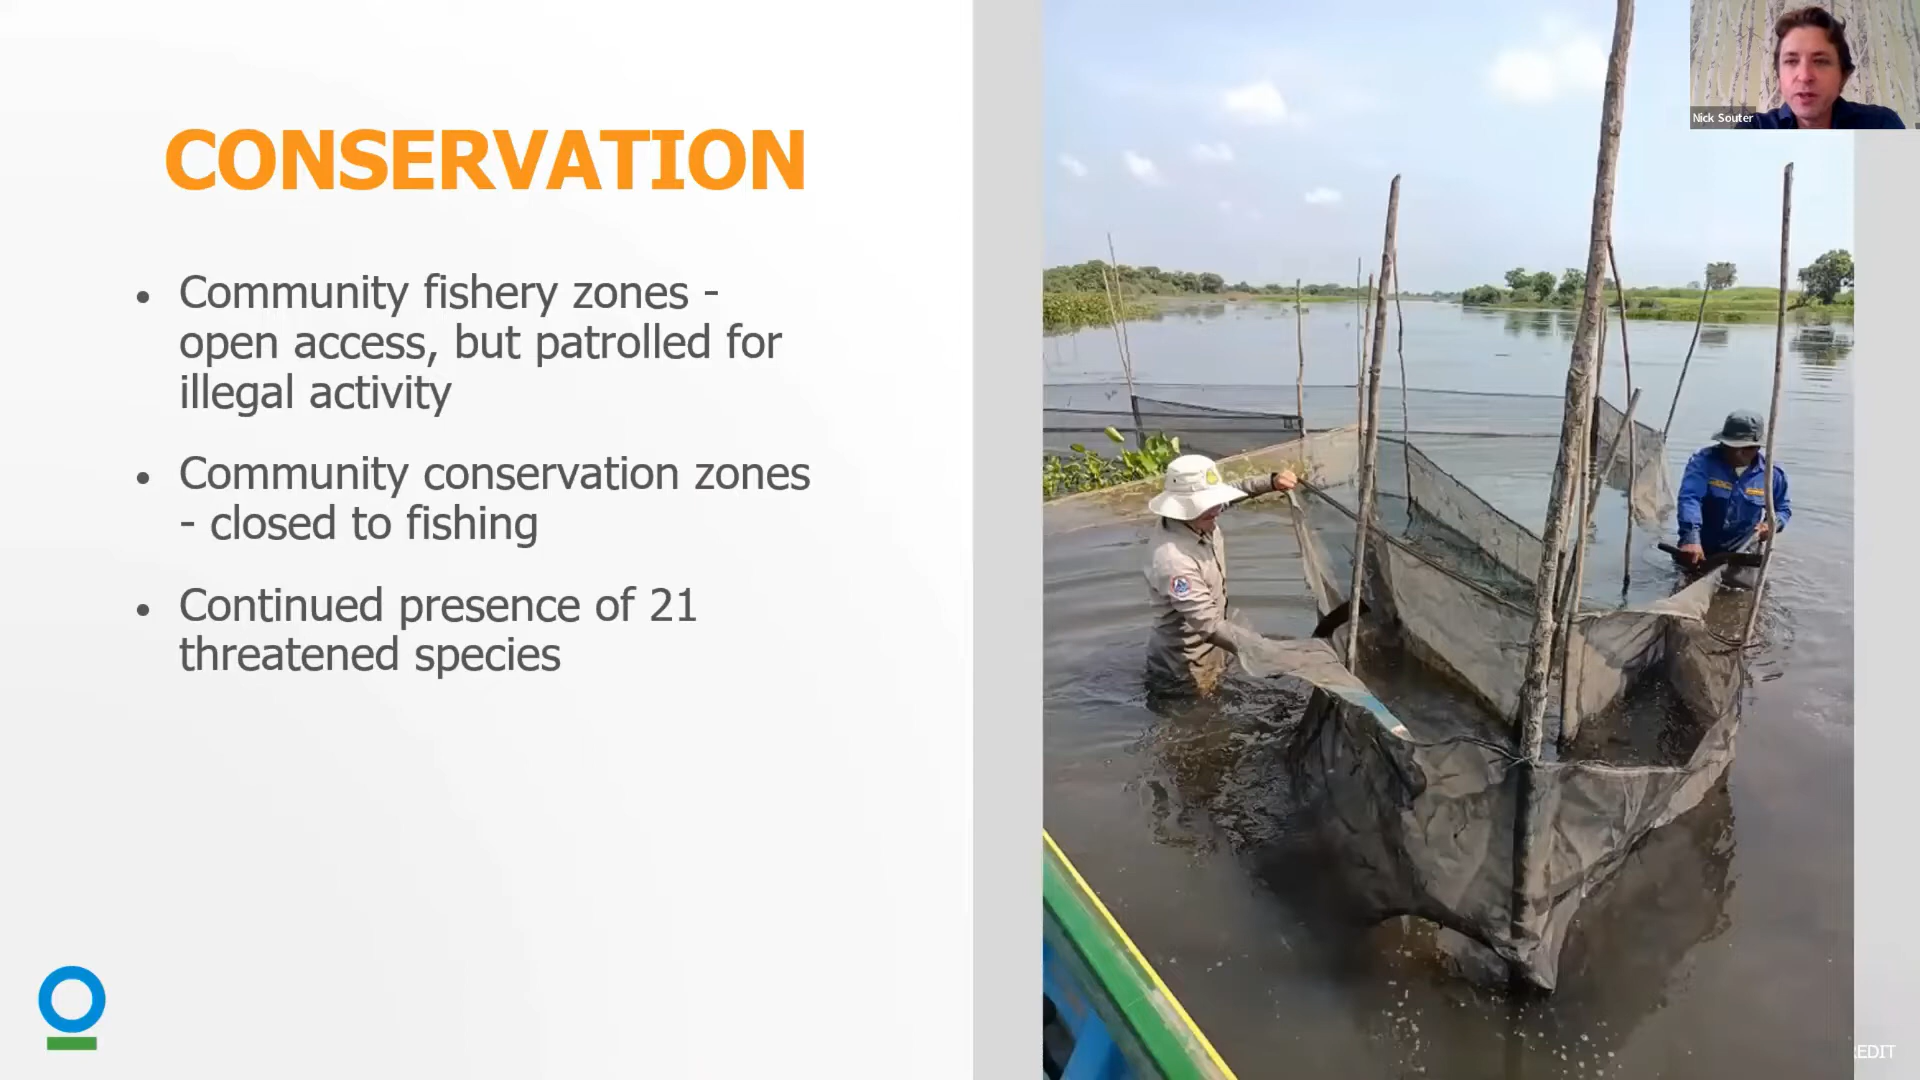 CONSERVATION
Community fishery zones -
open access, but patrolled for
illegal activity
Community conservation zones
- closed to fishing
Continued presence of 21
threatened species
Nick Souter